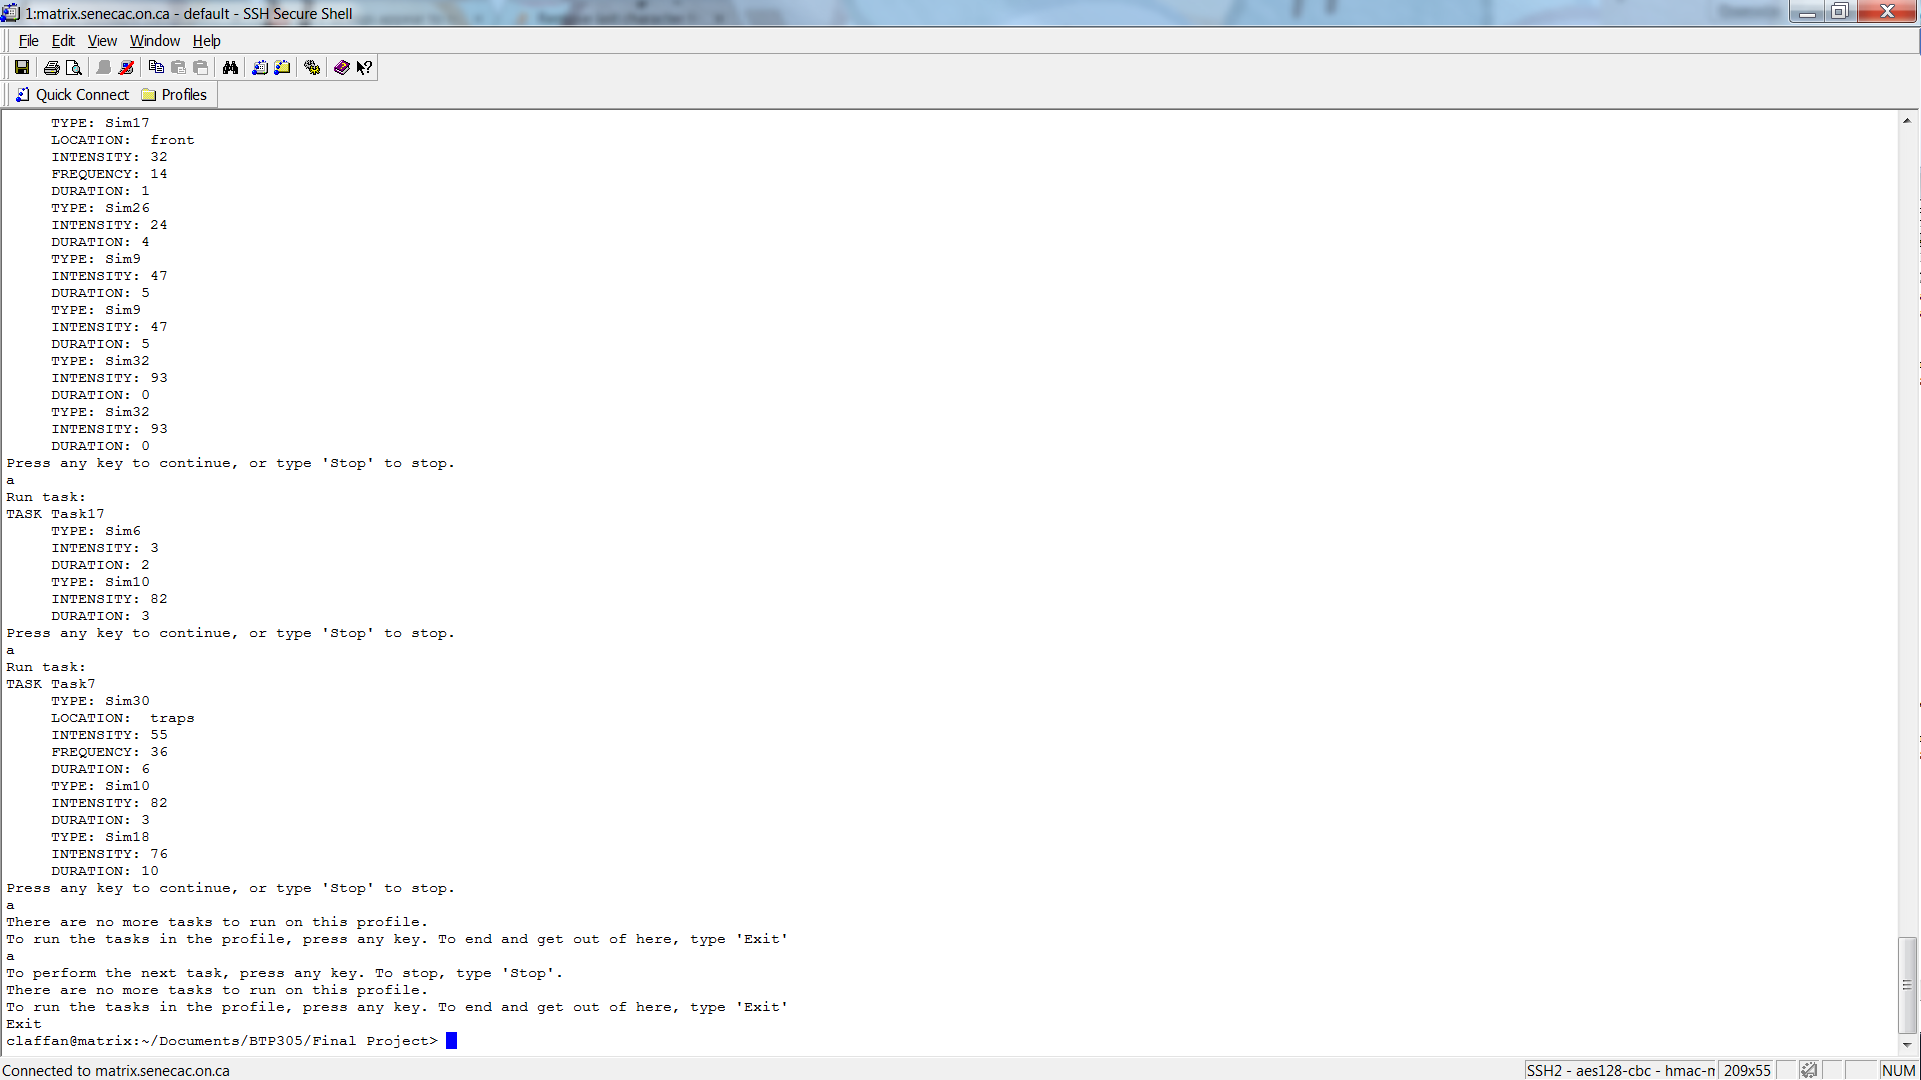 1:matrix.senecac.on.ca - default - SSH Secure Shell
File Edit View Window Help
Quick Connect Profiles
TYPE: Sim17
LOCATION:  front
INTENSITY: 32
FREQUENCY: 14
DURATION: 1
TYPE: Sim26
INTENSITY: 24
DURATION: 4
TYPE: Sim9
INTENSITY: 47
DURATION: 5
TYPE: Sim9
INTENSITY: 47
DURATION: 5
TYPE: Sim32
INTENSITY: 93
DURATION: 0
TYPE: Sim32
INTENSITY: 93
DURATION: 0
Press any key to continue, or type 'Stop' to stop.
a
Run task:
TASK Task17
TYPE: Sim6
INTENSITY: 3
DURATION: 2
TYPE: Sim10
INTENSITY: 82
DURATION: 3
Press any key to continue, or type 'Stop' to stop.
a
Run task:
TASK Task7
TYPE: Sim30
LOCATION:  traps
INTENSITY: 55
FREQUENCY: 36
DURATION: 6
TYPE: Sim10
INTENSITY: 82
DURATION: 3
TYPE: Sim18
INTENSITY: 76
DURATION: 10
Press any key to continue, or type 'Stop' to stop.
a
There are no more tasks to run on this profile.
To run the tasks in the profile, press any key. To end and get out of here, type 'Exit'
a
To perform the next task, press any key. To stop, type 'Stop'.
There are no more tasks to run on this profile.
To run the tasks in the profile, press any key. To end and get out of here, type 'Exit'
Exit
claffan@matrix:~/Documents/BTP305/Final Project>
Connected to matrix.senecac.on.ca SSH2 - aes128-cbc - hmac-m 209x55 NUM